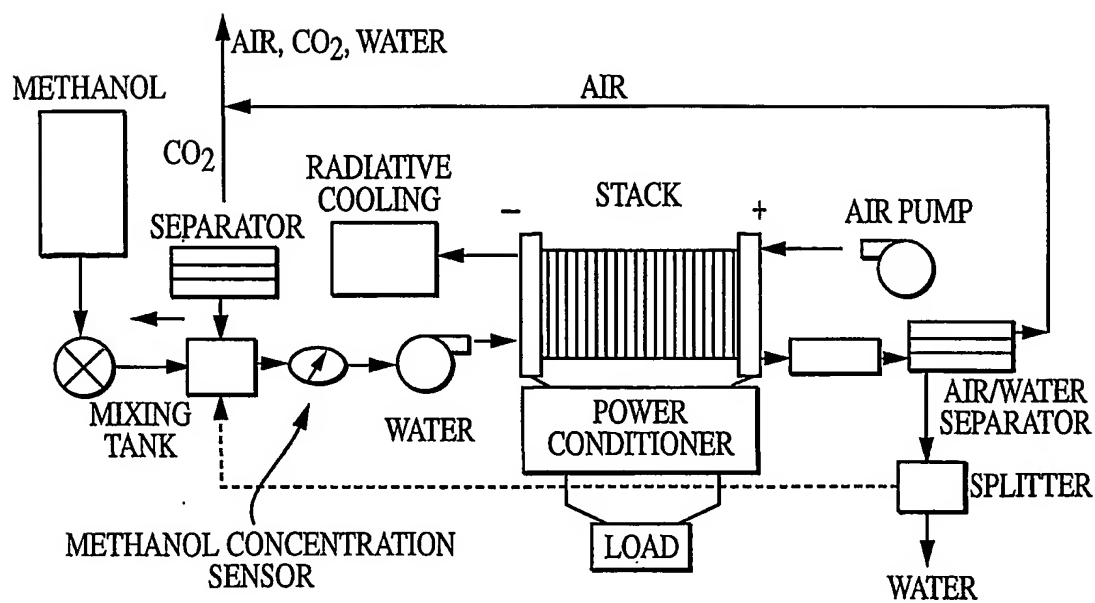 AIR, CO2, WATER
METHANOL
AIR
CO2
RADIATIVE
COOLING
STACK
−
+
AIR PUMP
SEPARATOR
MIXING
TANK
WATER
POWER
CONDITIONER
AIR/WATER
SEPARATOR
SPLITTER
METHANOL CONCENTRATION
SENSOR
LOAD
WATER